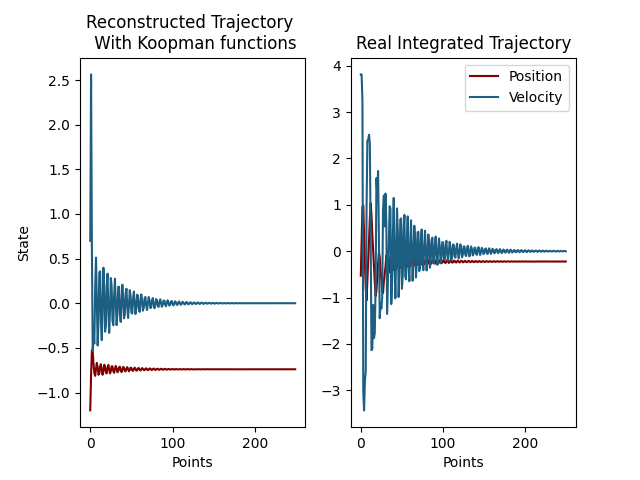 Reconstructed Trajectory
With Koopman functions
State
2.5
2.0
1.5
1.0
0.5
0.0
−0.5
−1.0
0
100
200
Points
Real Integrated Trajectory
Position
Velocity
4
3
2
1
0
−1
−2
−3
0
100
200
Points